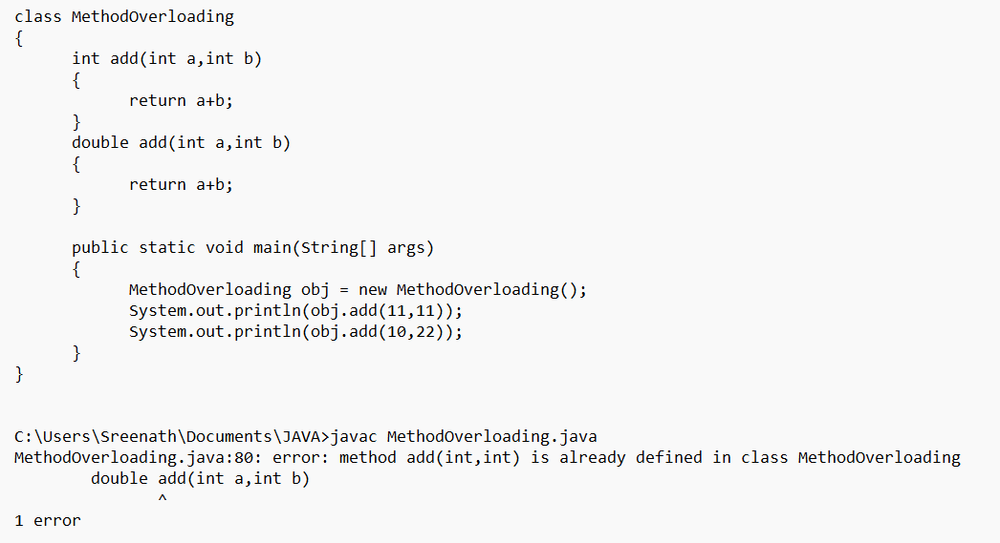 class MethodOverloading
{
int add(int a,int b)
{
return a+b;
}
double add(int a,int b)
{
return a+b;
}
public static void main(String[] args)
{
MethodOverloading obj = new MethodOverloading();
System.out.println(obj.add(11,11));
System.out.println(obj.add(10,22));
}
}
C:\Users\Sreenath\Documents\JAVA>javac MethodOverloading.java
MethodOverloading.java:80: error: method add(int,int) is already defined in class MethodOverloading
double add(int a,int b)
^
1 error